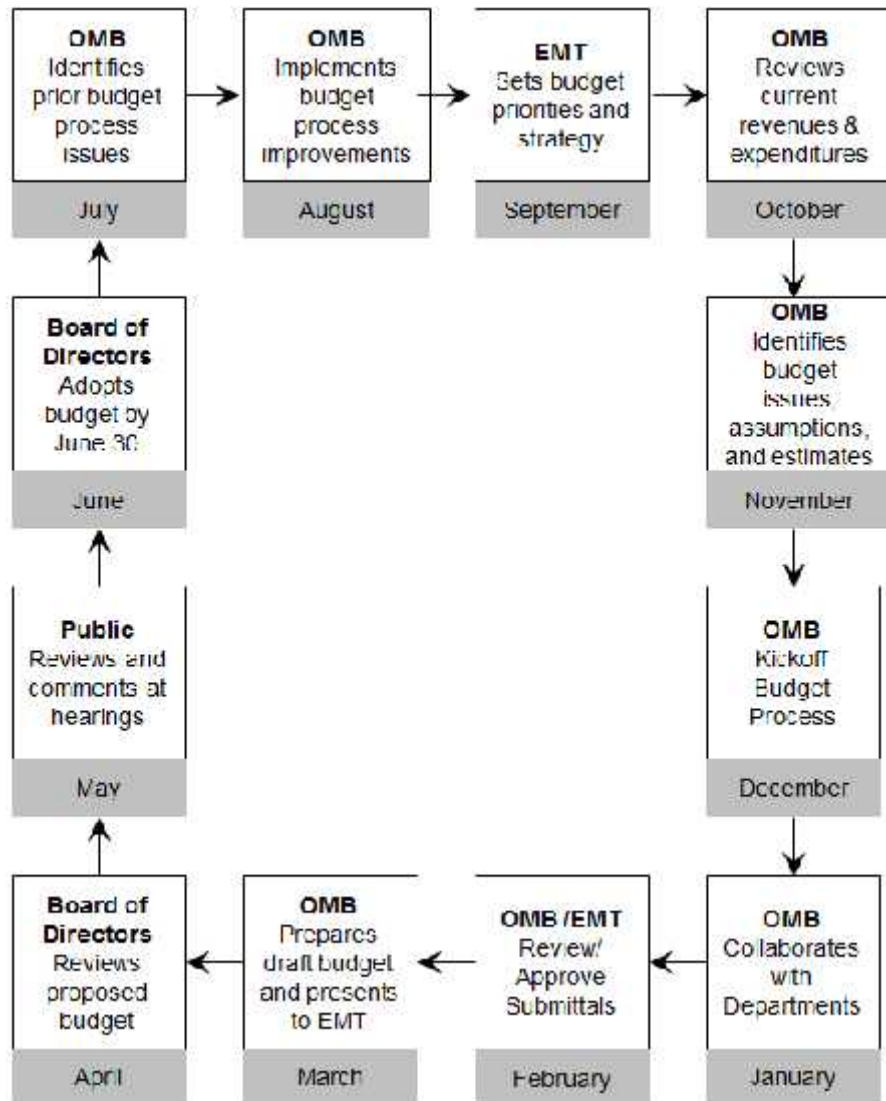 OMB
Identifies
prior budget
process
issues
July
OMB
Implements
budget
process
improvements
August
EMT
Sets budget
priorities and
strategy
September
OMB
Reviews
current
revenues &
expenditures
October
OMB
Identifies
budget
issues,
assumptions,
and estimates
November
OMB
Kickoff
Budget
Process
December
OMB
Collaborates
with
Departments
January
OMB /EMT
Review/
Approve
Submittals
February
OMB
Prepares
draft budget
and presents
to EMT
March
Board of
Directors
Reviews
proposed
budget
April
Public
Reviews and
comments at
hearings
May
Board of
Directors
Adopts
budget by
June 30
June